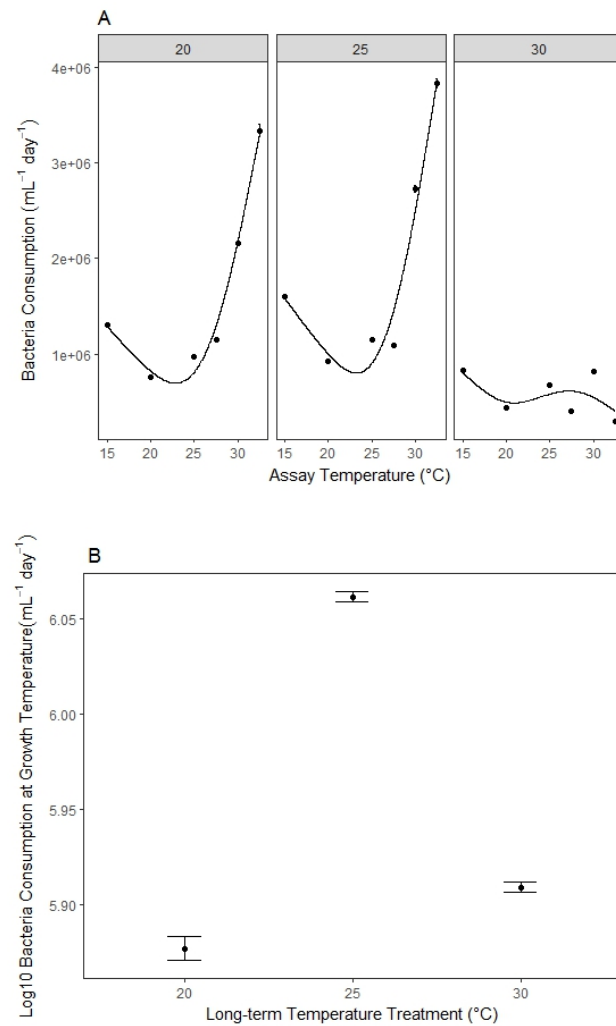 A
20 25 30
4e+06
3e+06
2e+06
1e+06
Bacteria Consumption (mL⁻¹ day⁻¹)
15 20 25 30 15 20 25 30 15 20 25 30
Assay Temperature (°C)
B
6.05
6.00
5.95
5.90
Log10 Bacteria Consumption at Growth Temperature(mL⁻¹ day⁻¹)
20 25 30
Long-term Temperature Treatment (°C)